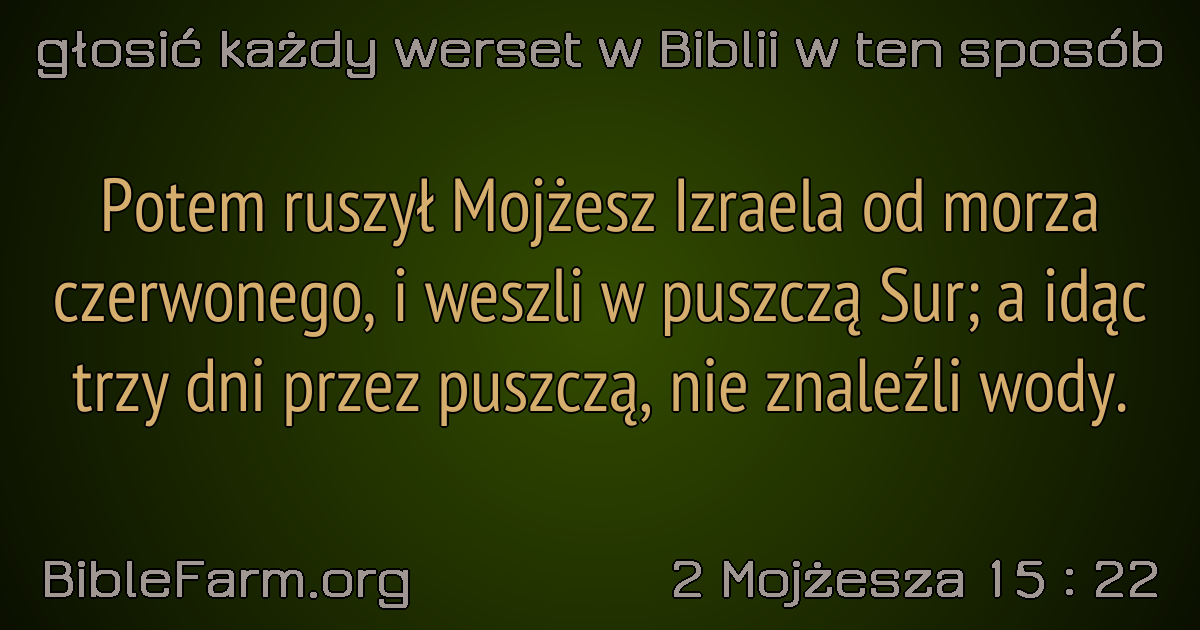 głosić każdy werset w Biblii w ten sposób
Potem ruszył Mojżesz Izraela od morza
czerwonego, i weszli w puszczą Sur; a idąc
trzy dni przez puszczą, nie znaleźli wody.
BibleFarm.org
2 Mojżesza 15 : 22